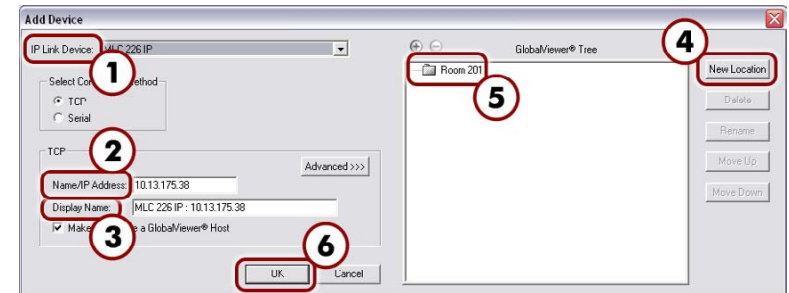 Add Device
IP Link Device: MLC 226 IP
GlobalViewer® Tree
4
New Location
1
Room 201
5
Select Co ethod
TCP
Delete
Serial
Rename
TCP
2
Advanced >>>
Move Up
Name/IP Address: 10.13.175.38
Move Down
Display Name: MLC 226 IP : 10.13.175.38
Make e a GlobalViewer® Host
3
6
OK
Cancel